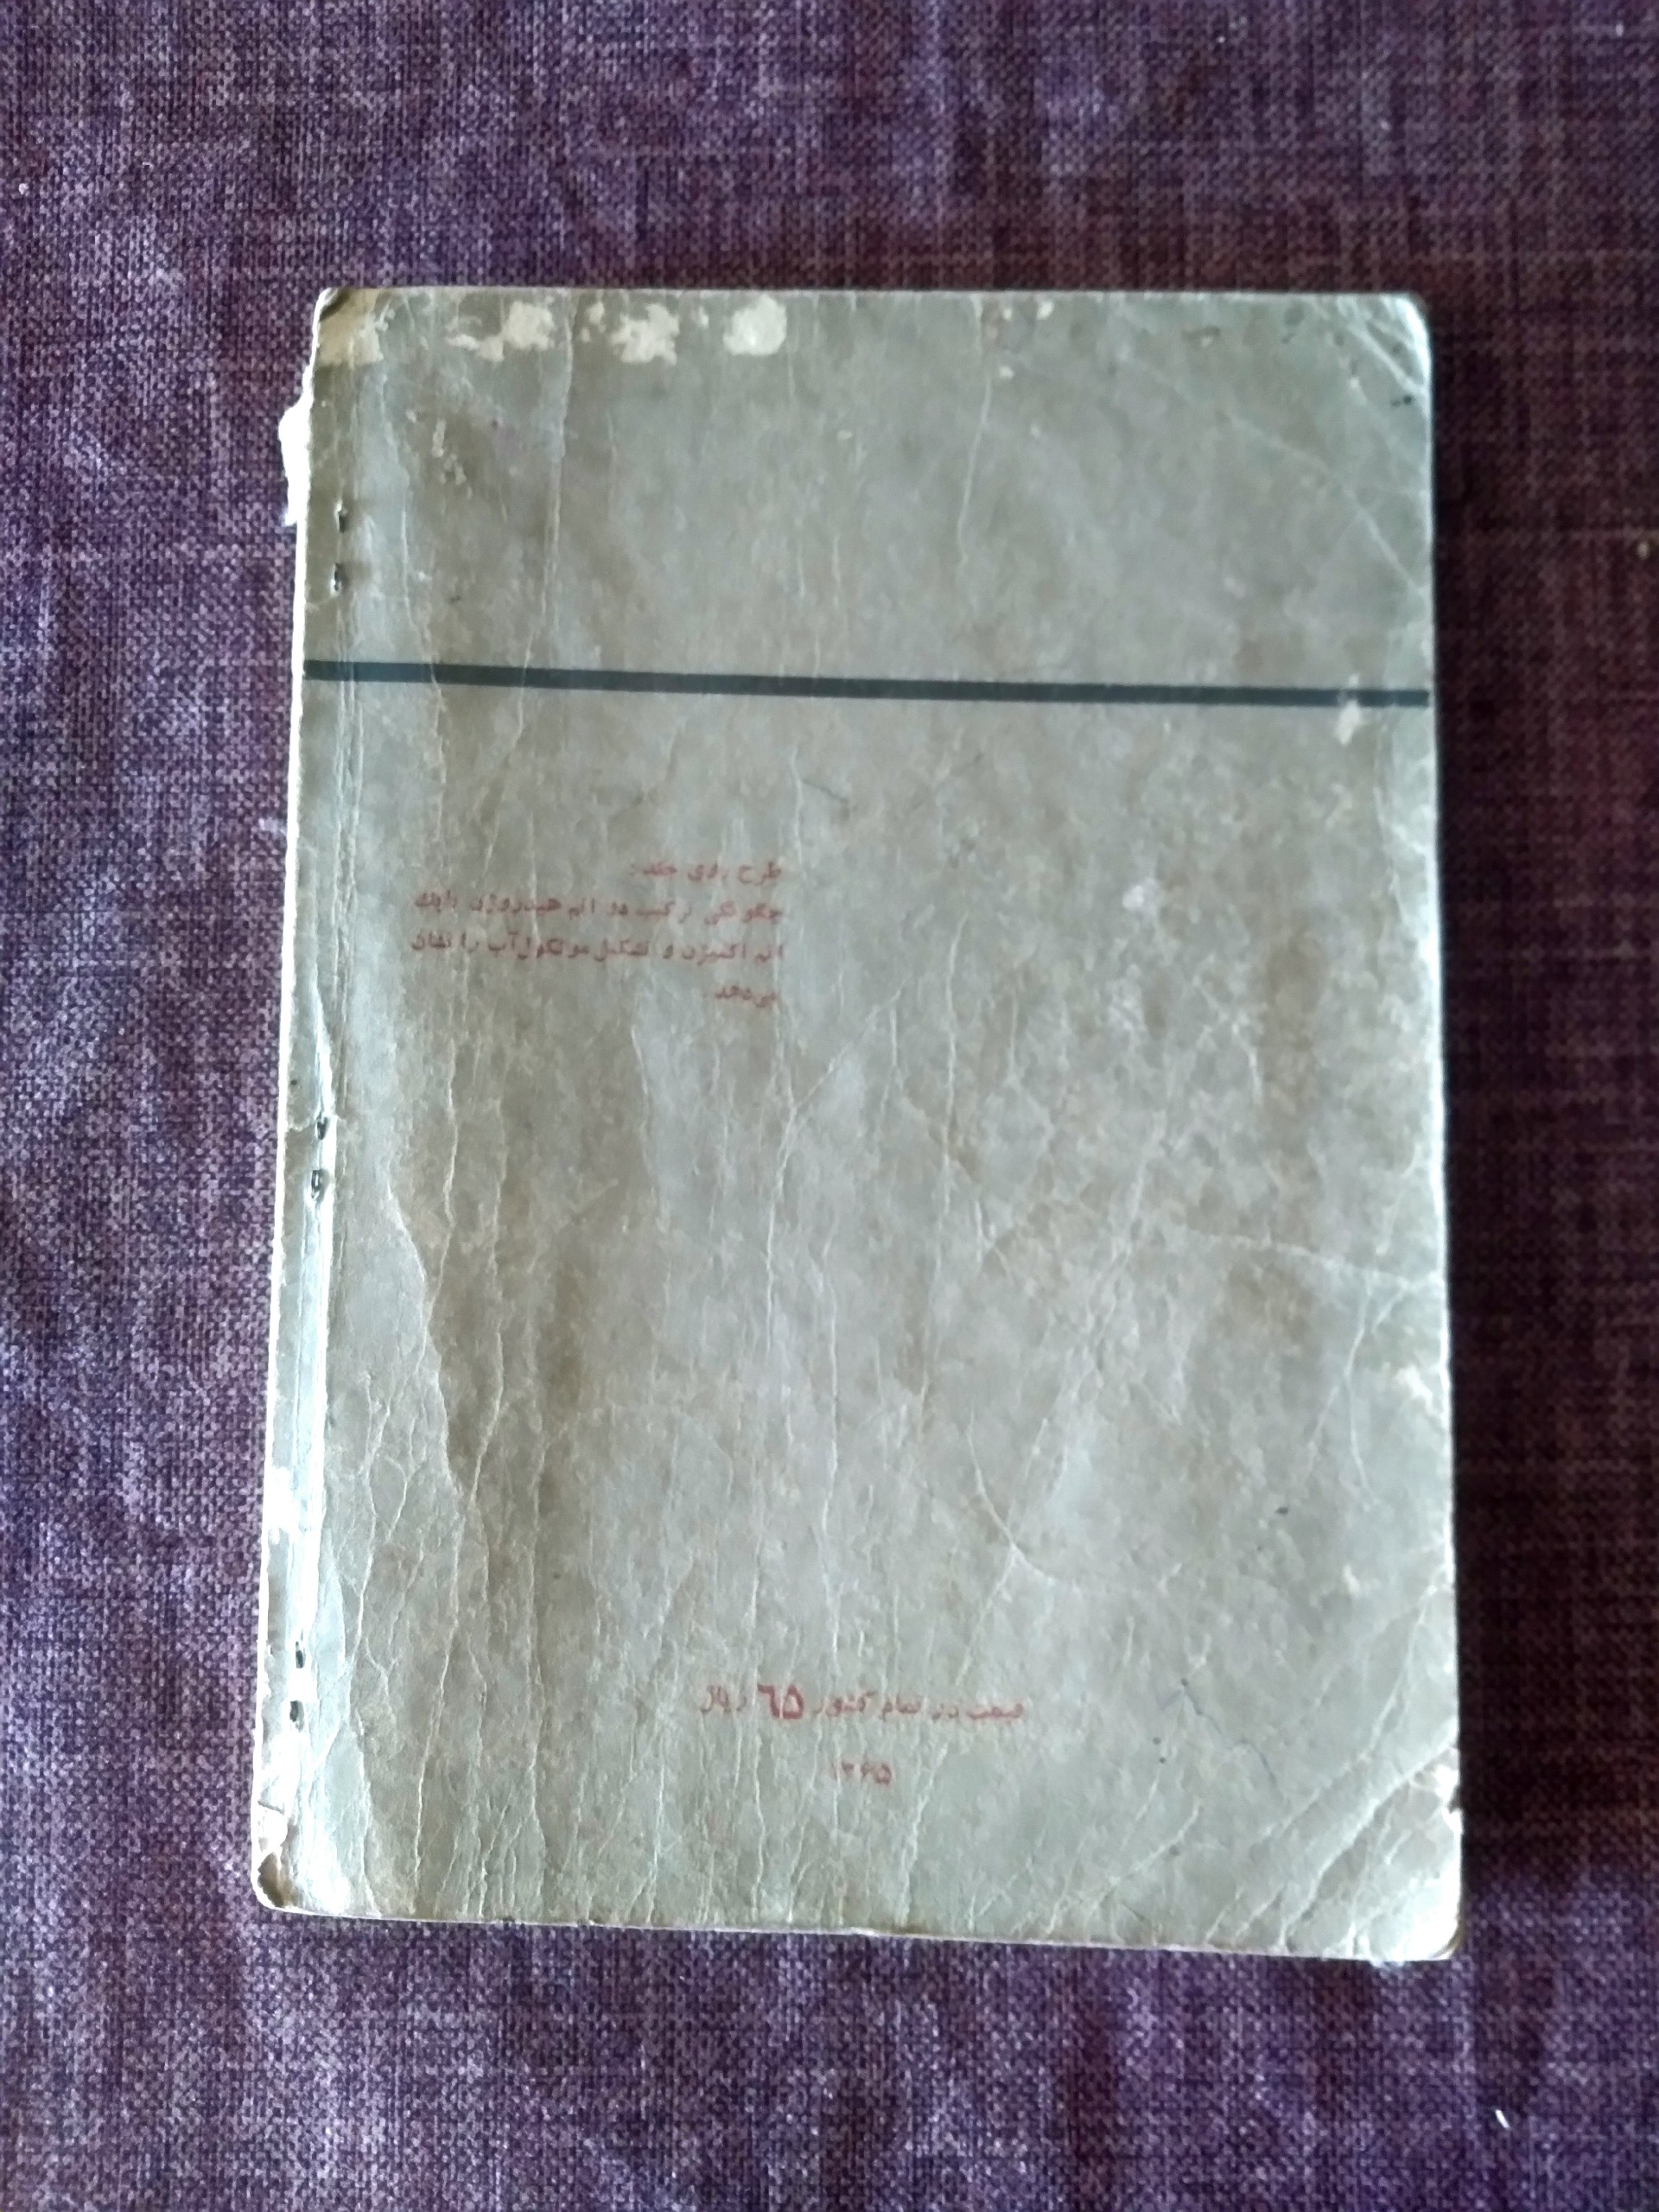 طرح روی جلد:
چگونگی ترکیب دو اتم هیدروژن با یک
اتم اکسیژن و تشکیل مولکول آب را نشان
می‌دهد.
قیمت در تمام کشور ۶۵ ریال
۱۳۶۵